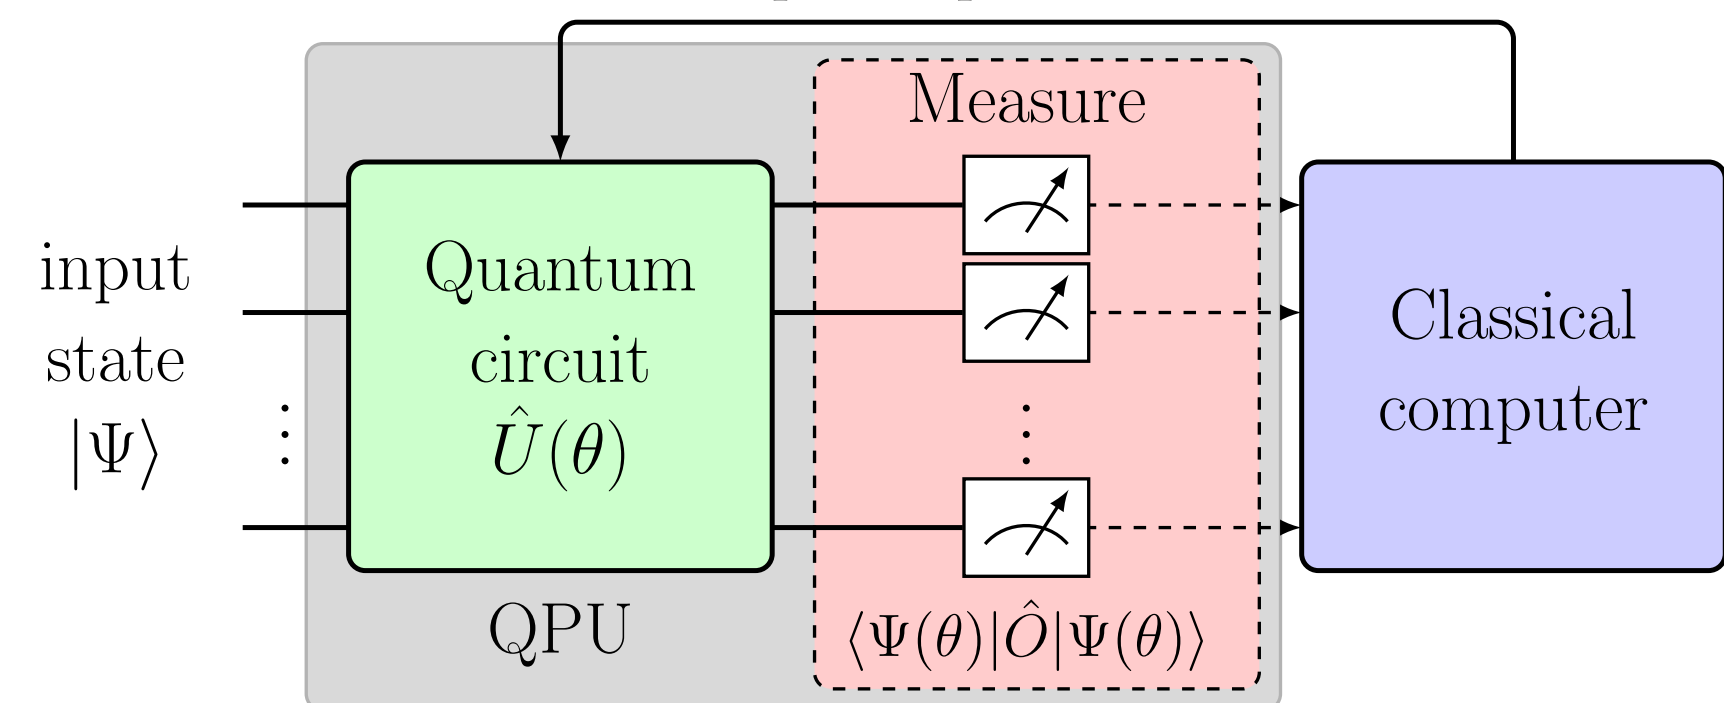 Measure
input
state
|Ψ⟩
⋮
Quantum
circuit
Û(θ)
⋮
Classical
computer
QPU
⟨Ψ(θ)|Ô|Ψ(θ)⟩